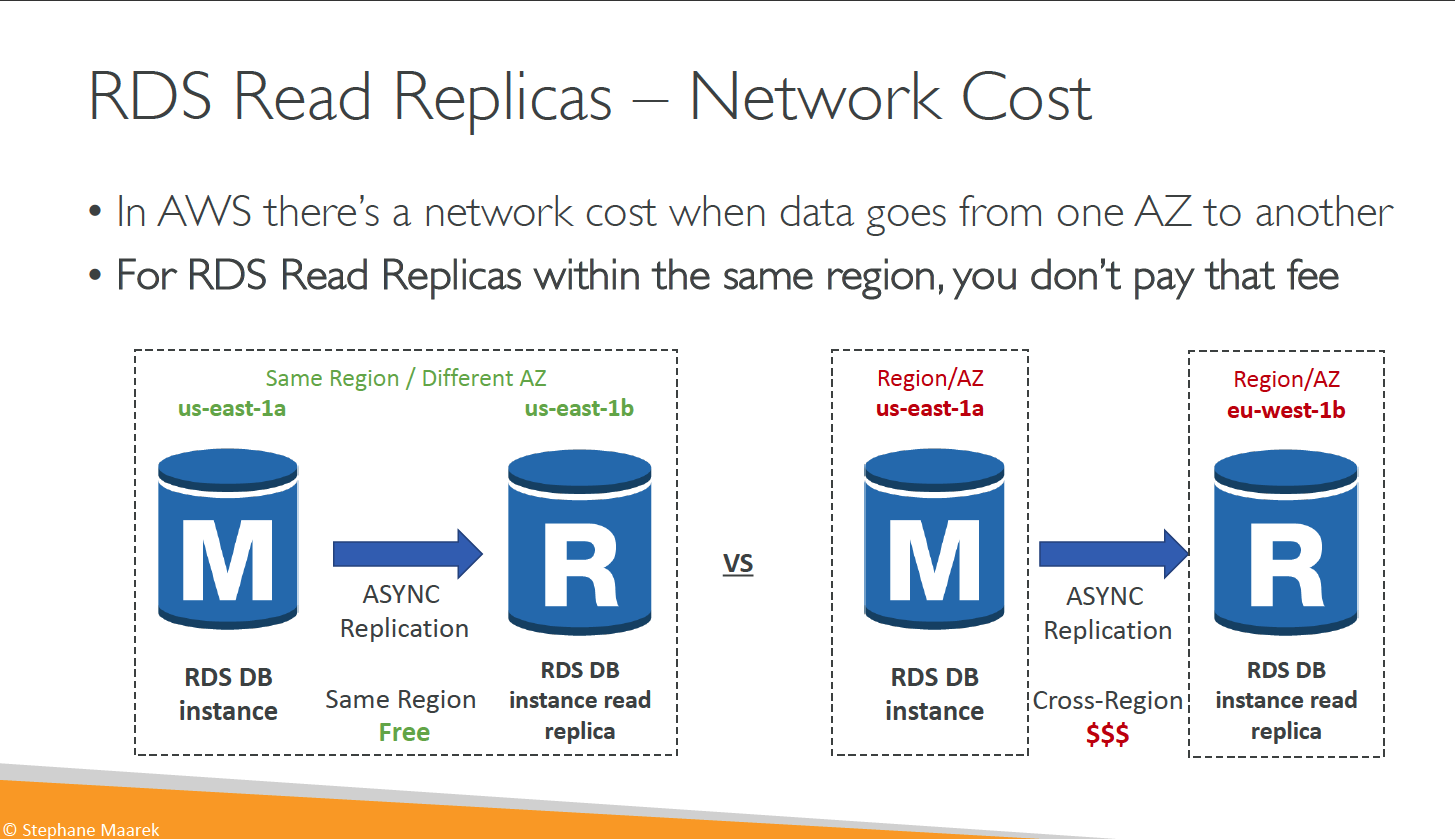 RDS Read Replicas – Network Cost
• In AWS there’s a network cost when data goes from one AZ to another
• For RDS Read Replicas within the same region, you don’t pay that fee
Same Region / Different AZ
us-east-1a
us-east-1b
M
ASYNC
Replication
R
RDS DB
instance
Same Region
Free
RDS DB
instance read
replica
vs
Region/AZ
us-east-1a
M
ASYNC
Replication
RDS DB
instance
Cross-Region
$$$
Region/AZ
eu-west-1b
R
RDS DB
instance read
replica
© Stephane Maarek